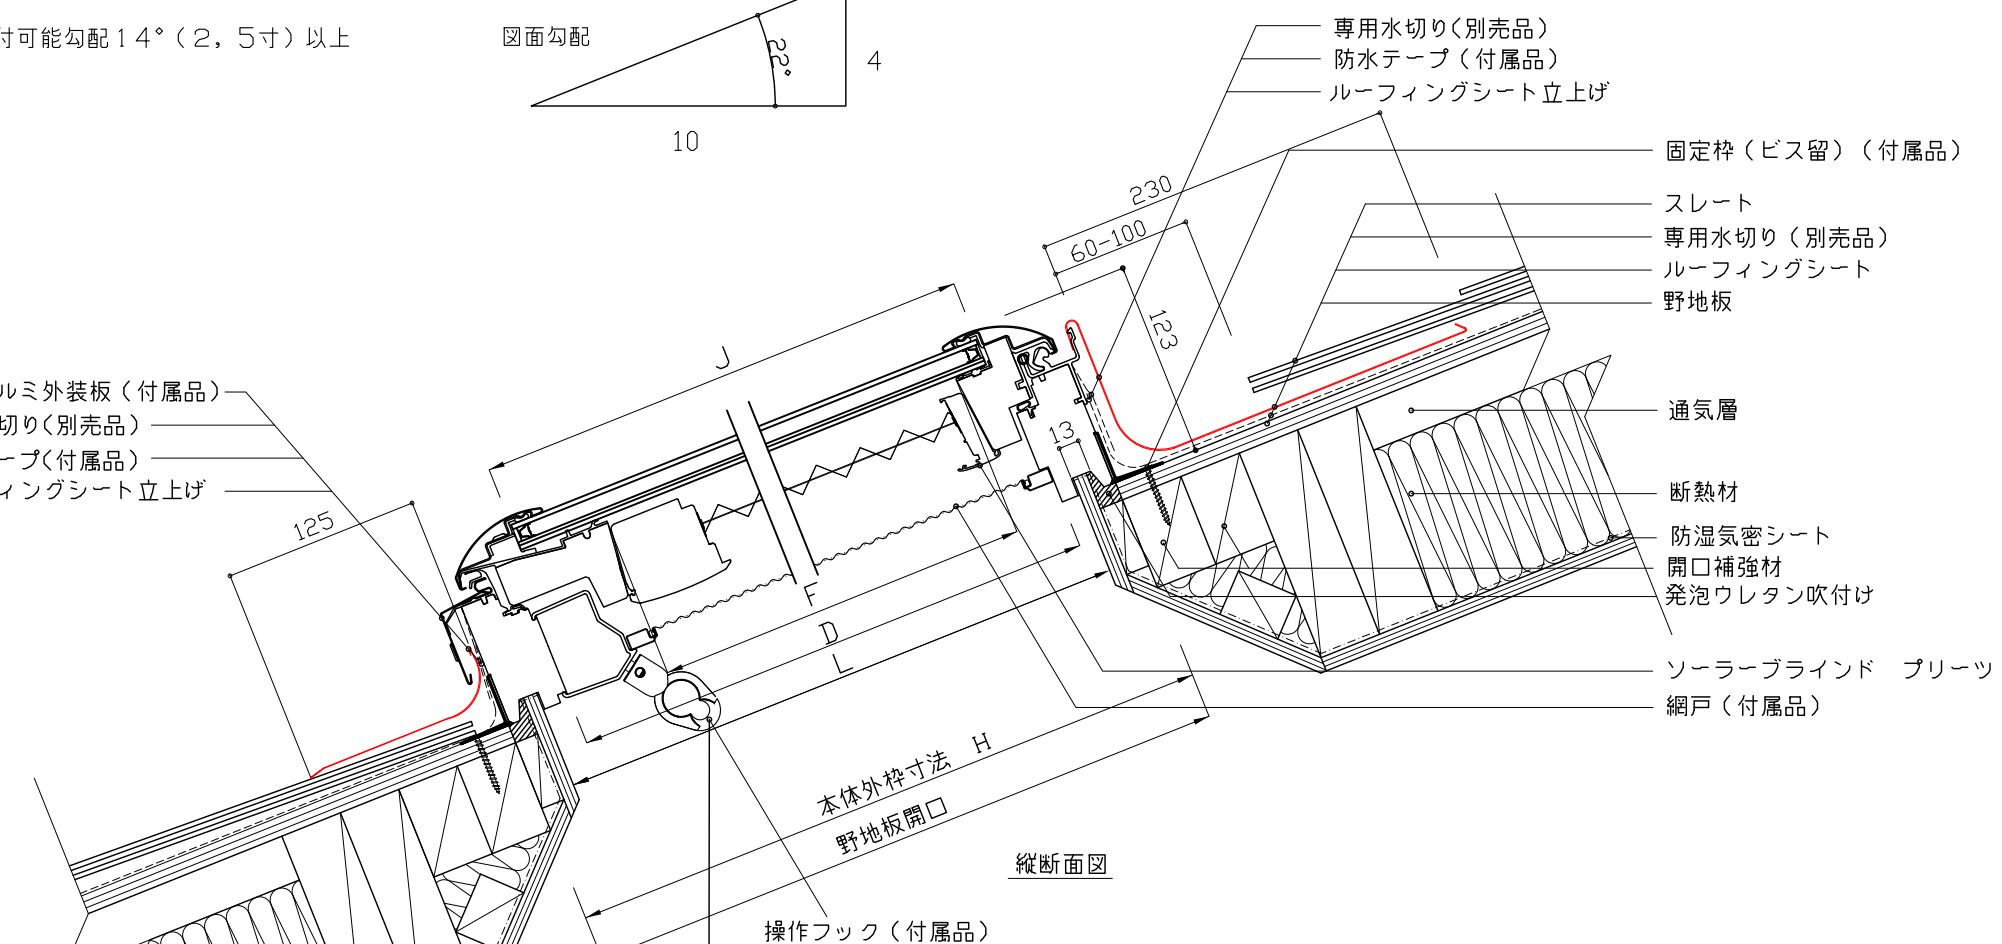 付可能勾配14°（2，5寸）以上
図面勾配
22°
4
10
専用水切り(別売品）
防水テープ（付属品）
ルーフィングシート立上げ
固定枠（ビス留）（付属品）
スレート
専用水切り（別売品）
ルーフィングシート
野地板
230
60-100
123
J
13
通気層
断熱材
防湿気密シート
開口補強材
発泡ウレタン吹付け
ソーラーブラインド　プリーツ
網戸（付属品）
ルミ外装板（付属品）
切り(別売品）
ープ(付属品）
ィングシート立上げ
125
F
D
L
本体外枠寸法　H
野地板開口
縦断面図
操作フック（付属品）